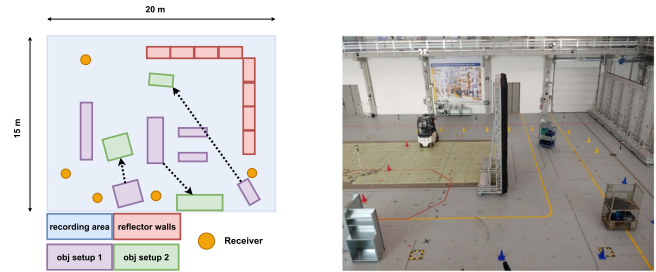 20 m
15 m
recording area
reflector walls
obj setup 1
obj setup 2
Receiver